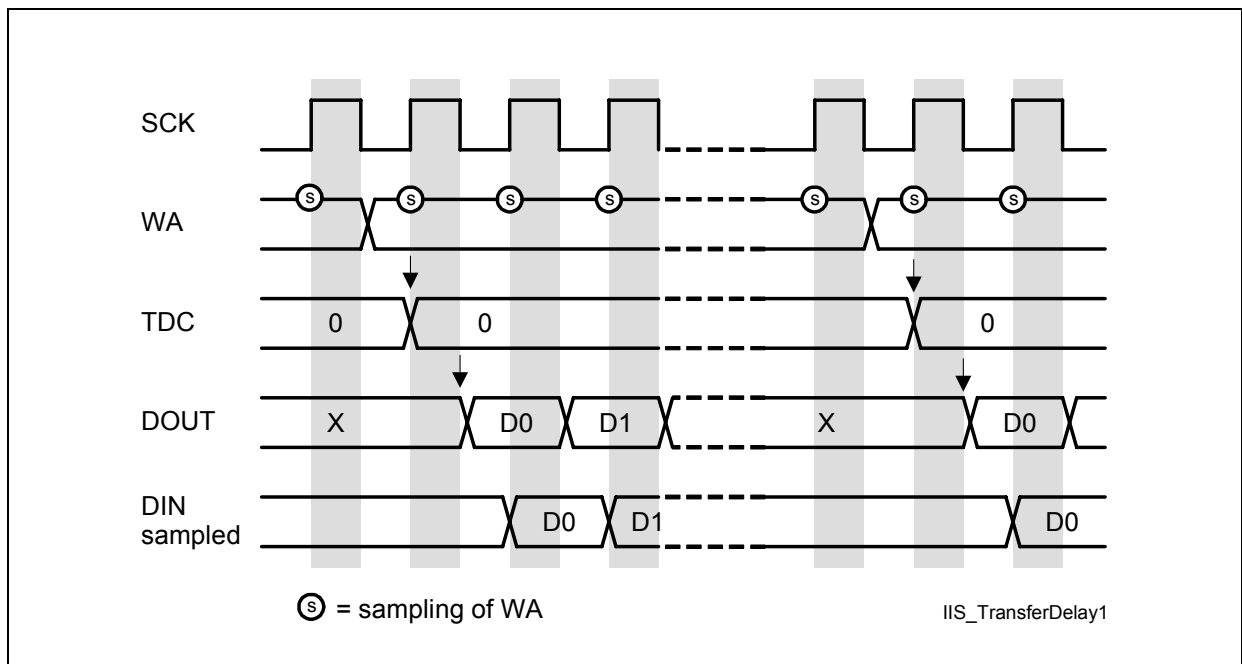 SCK
S S S S S S S
WA
TDC 0 0 0
DOUT X D0 D1 X D0
DIN D0 D1 D0
sampled
S = sampling of WA
IIS_TransferDelay1